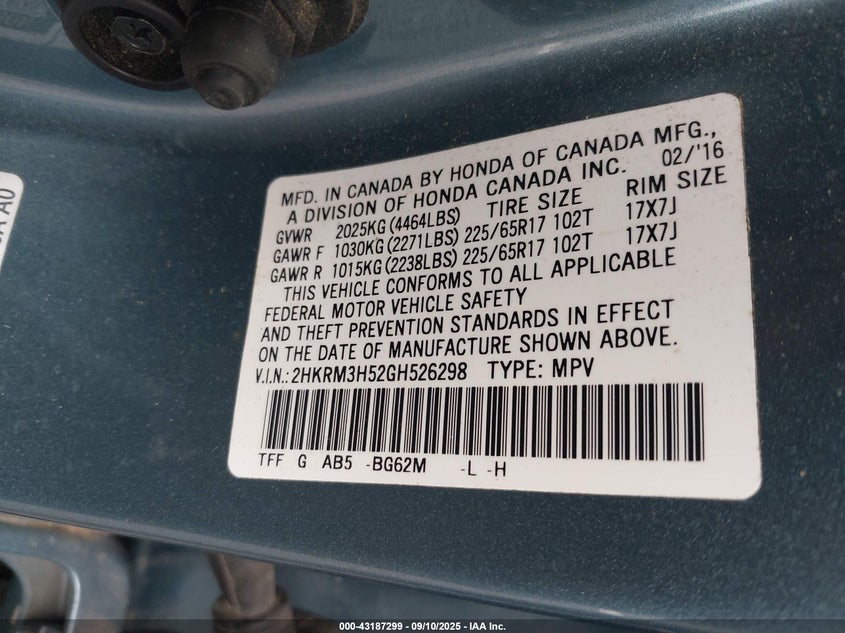 MFD. IN CANADA BY HONDA OF CANADA MFG.,
A DIVISION OF HONDA CANADA INC. 02/'16
GVWR 2025KG (4464LBS) TIRE SIZE RIM SIZE
GAWR F 1030KG (2271LBS) 225/65R17 102T 17X7J
GAWR R 1015KG (2238LBS) 225/65R17 102T 17X7J
THIS VEHICLE CONFORMS TO ALL APPLICABLE
FEDERAL MOTOR VEHICLE SAFETY
AND THEFT PREVENTION STANDARDS IN EFFECT
ON THE DATE OF MANUFACTURE SHOWN ABOVE.
V.I.N.: 2HKRM3H52GH526298 TYPE: MPV
TFF G AB5 -BG62M -L -H
000-43187299 - 09/10/2025 - IAA Inc.